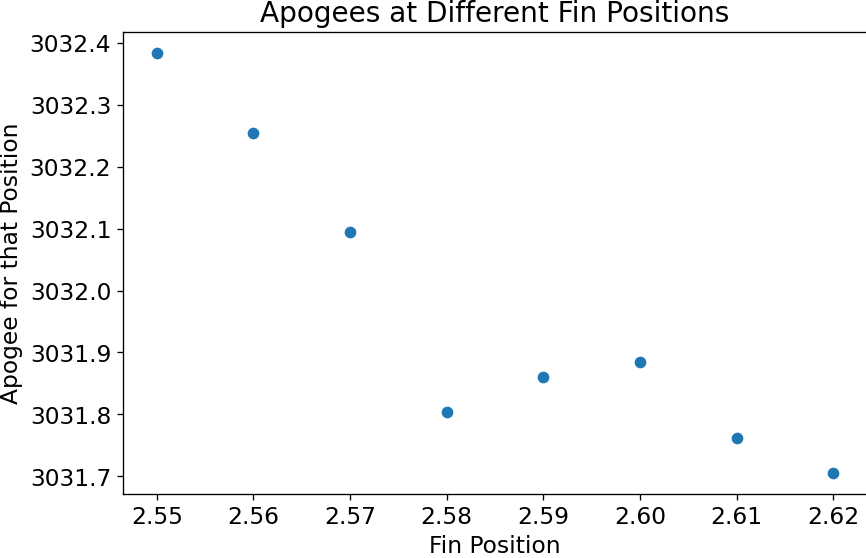 Apogees at Different Fin Positions
Apogee for that Position
3032.4
3032.3
3032.2
3032.1
3032.0
3031.9
3031.8
3031.7
2.55 2.56 2.57 2.58 2.59 2.60 2.61 2.62
Fin Position